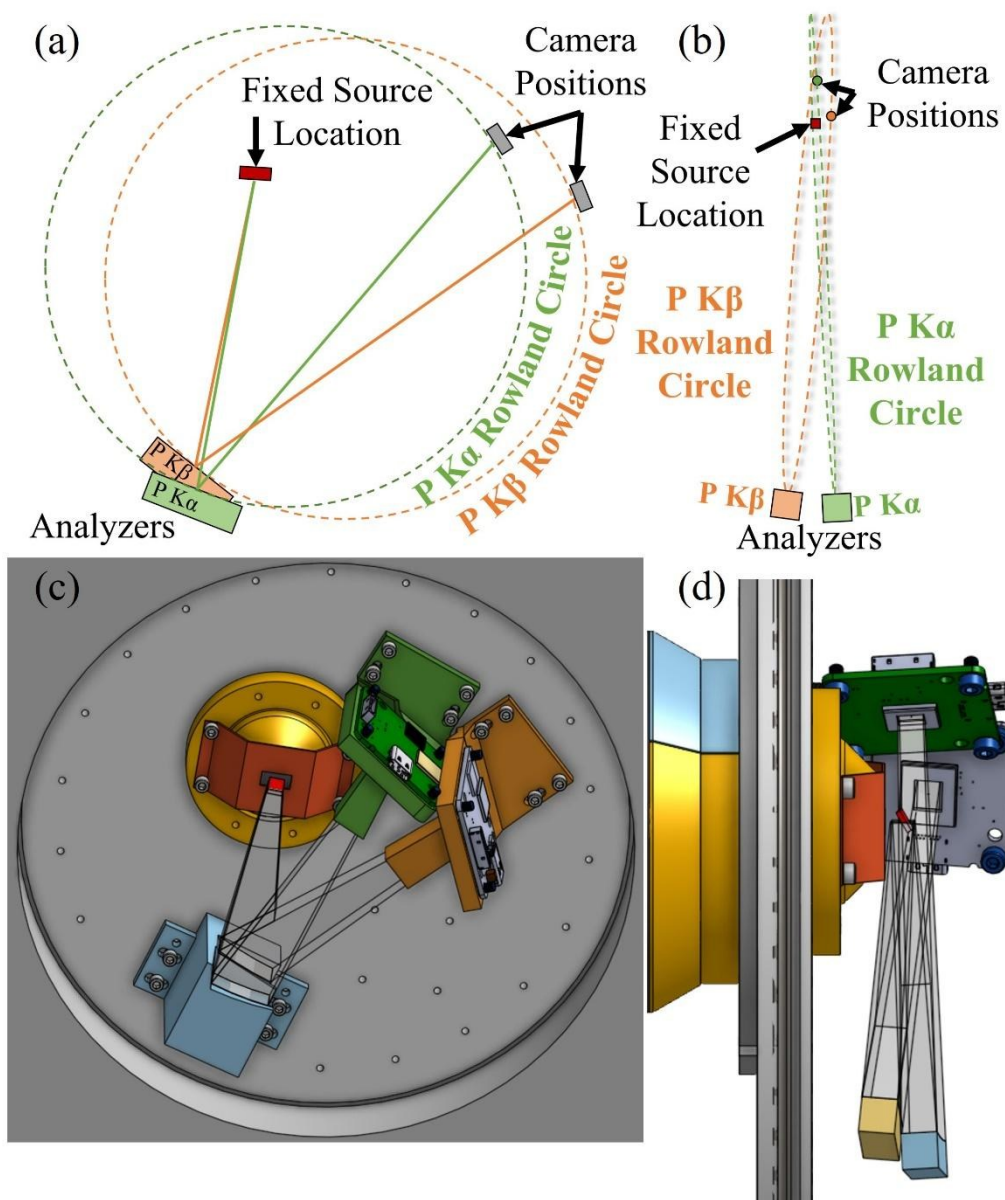 (a)
Fixed Source
Location
Camera
Positions
P Kα Rowland Circle
P Kβ Rowland Circle
P Kβ
P Kα
Analyzers
(b)
Camera
Positions
Fixed
Source
Location
P Kβ
Rowland
Circle
P Kα
Rowland
Circle
P Kβ
P Kα
Analyzers
(c)
(d)